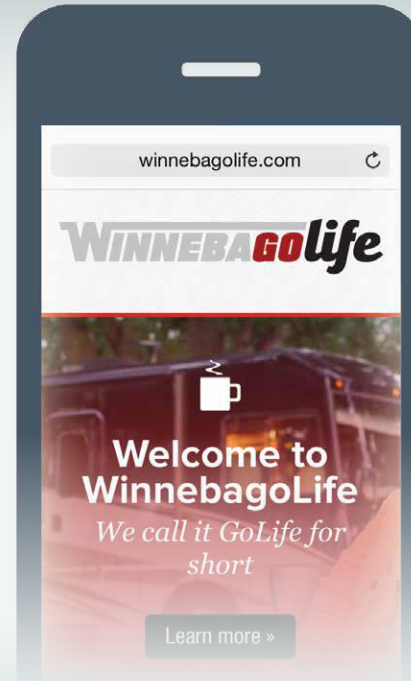 winnebagolife.com
WINNEBAGOlife
Welcome to
WinnebagoLife
We call it GoLife for
short
Learn more »